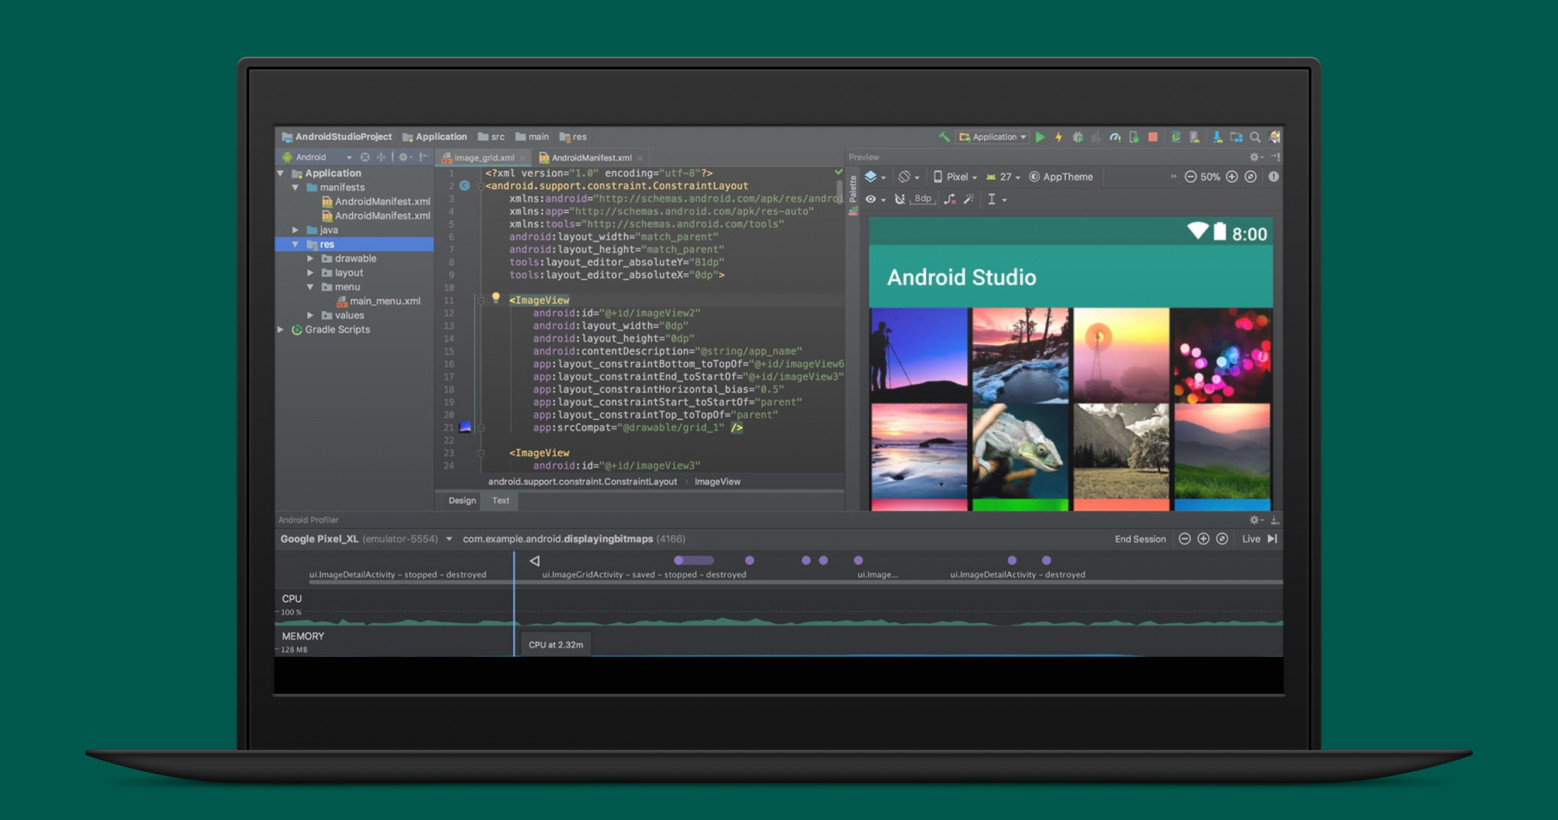 AndroidStudioProject Application src main res Application
Android image_grid.xml AndroidManifest.xml Preview
Application
manifests
AndroidManifest.xml
AndroidManifest.xml
java
res
drawable
layout
menu
main_menu.xml
values
Gradle Scripts
1 <?xml version="1.0" encoding="utf-8"?>
2 <android.support.constraint.ConstraintLayout
3 xmlns:android="http://schemas.android.com/apk/res/andro
4 xmlns:app="http://schemas.android.com/apk/res-auto"
5 xmlns:tools="http://schemas.android.com/tools"
6 android:layout_width="match_parent"
7 android:layout_height="match_parent"
8 tools:layout_editor_absoluteY="81dp"
9 tools:layout_editor_absoluteX="0dp">
10
11 <ImageView
12 android:id="@+id/imageView2"
13 android:layout_width="0dp"
14 android:layout_height="0dp"
15 android:contentDescription="@string/app_name"
16 app:layout_constraintBottom_toTopOf="@+id/imageView6
17 app:layout_constraintEnd_toStartOf="@+id/imageView3"
18 app:layout_constraintHorizontal_bias="0.5"
19 app:layout_constraintStart_toStartOf="parent"
20 app:layout_constraintTop_toTopOf="parent"
21 app:srcCompat="@drawable/grid_1" />
22
23 <ImageView
24 android:id="@+id/imageView3"
android.support.constraint.ConstraintLayout › ImageView
Design Text
Palette
Pixel 27 AppTheme » 50%
8dp
8:00
Android Studio
Android Profiler
Google Pixel_XL (emulator-5554) com.example.android.displayingbitmaps (4166) End Session Live
ui.ImageDetailActivity – stopped – destroyed ui.ImageGridActivity – saved – stopped – destroyed ui.Image... ui.ImageDetailActivity – destroyed
CPU
100 %
MEMORY
128 MB
CPU at 2.32m